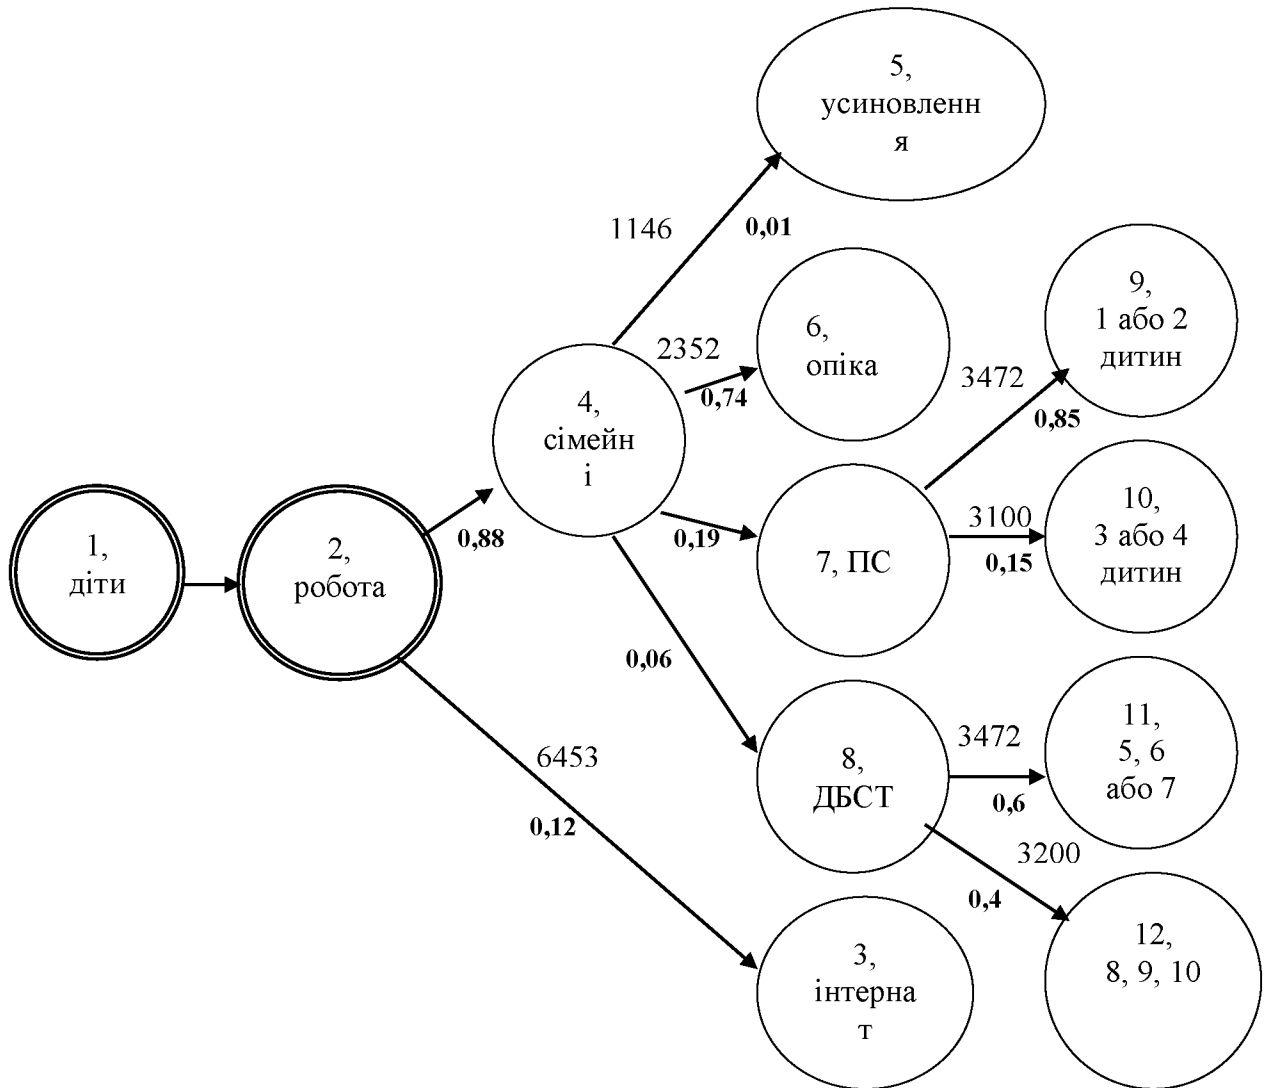 5,
усиновленн
я
1146
0,01
9,
1 або 2
дитин
6,
опіка
2352
0,74
3472
0,85
4,
сімейн
і
10,
3 або 4
дитин
3100
0,15
1,
діти
2,
робота
0,88
0,19
7, ПС
0,06
11,
5, 6
або 7
3472
0,6
8,
ДБСТ
6453
0,12
3200
0,4
12,
8, 9, 10
3,
інтерна
т